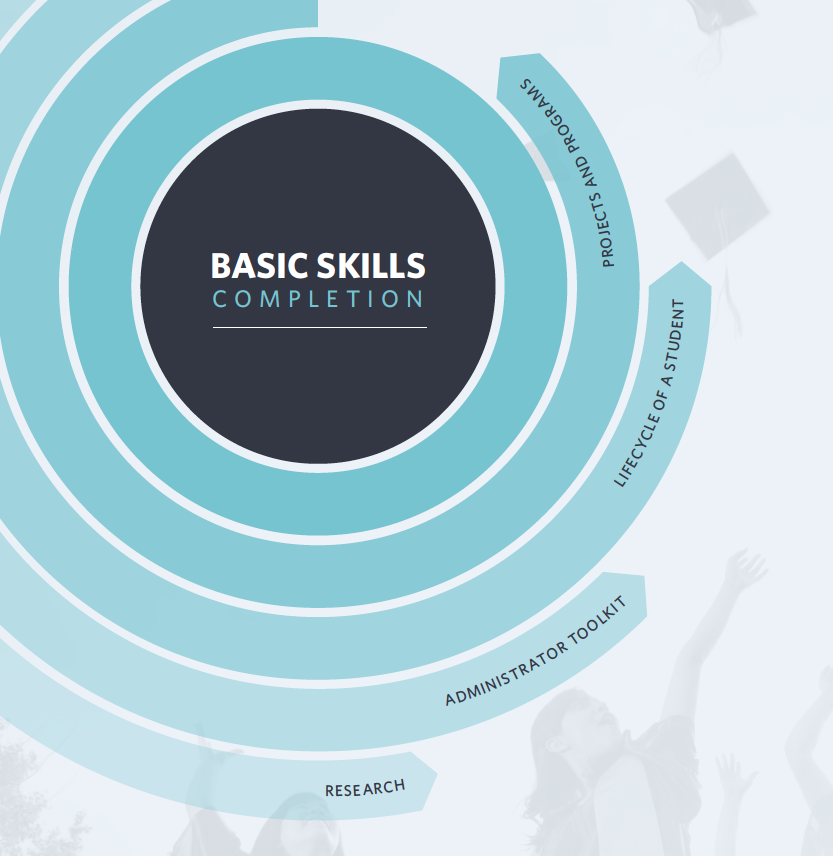 BASIC SKILLS
COMPLETION
PROJECTS AND PROGRAMS
LIFECYCLE OF A STUDENT
ADMINISTRATOR TOOLKIT
RESEARCH